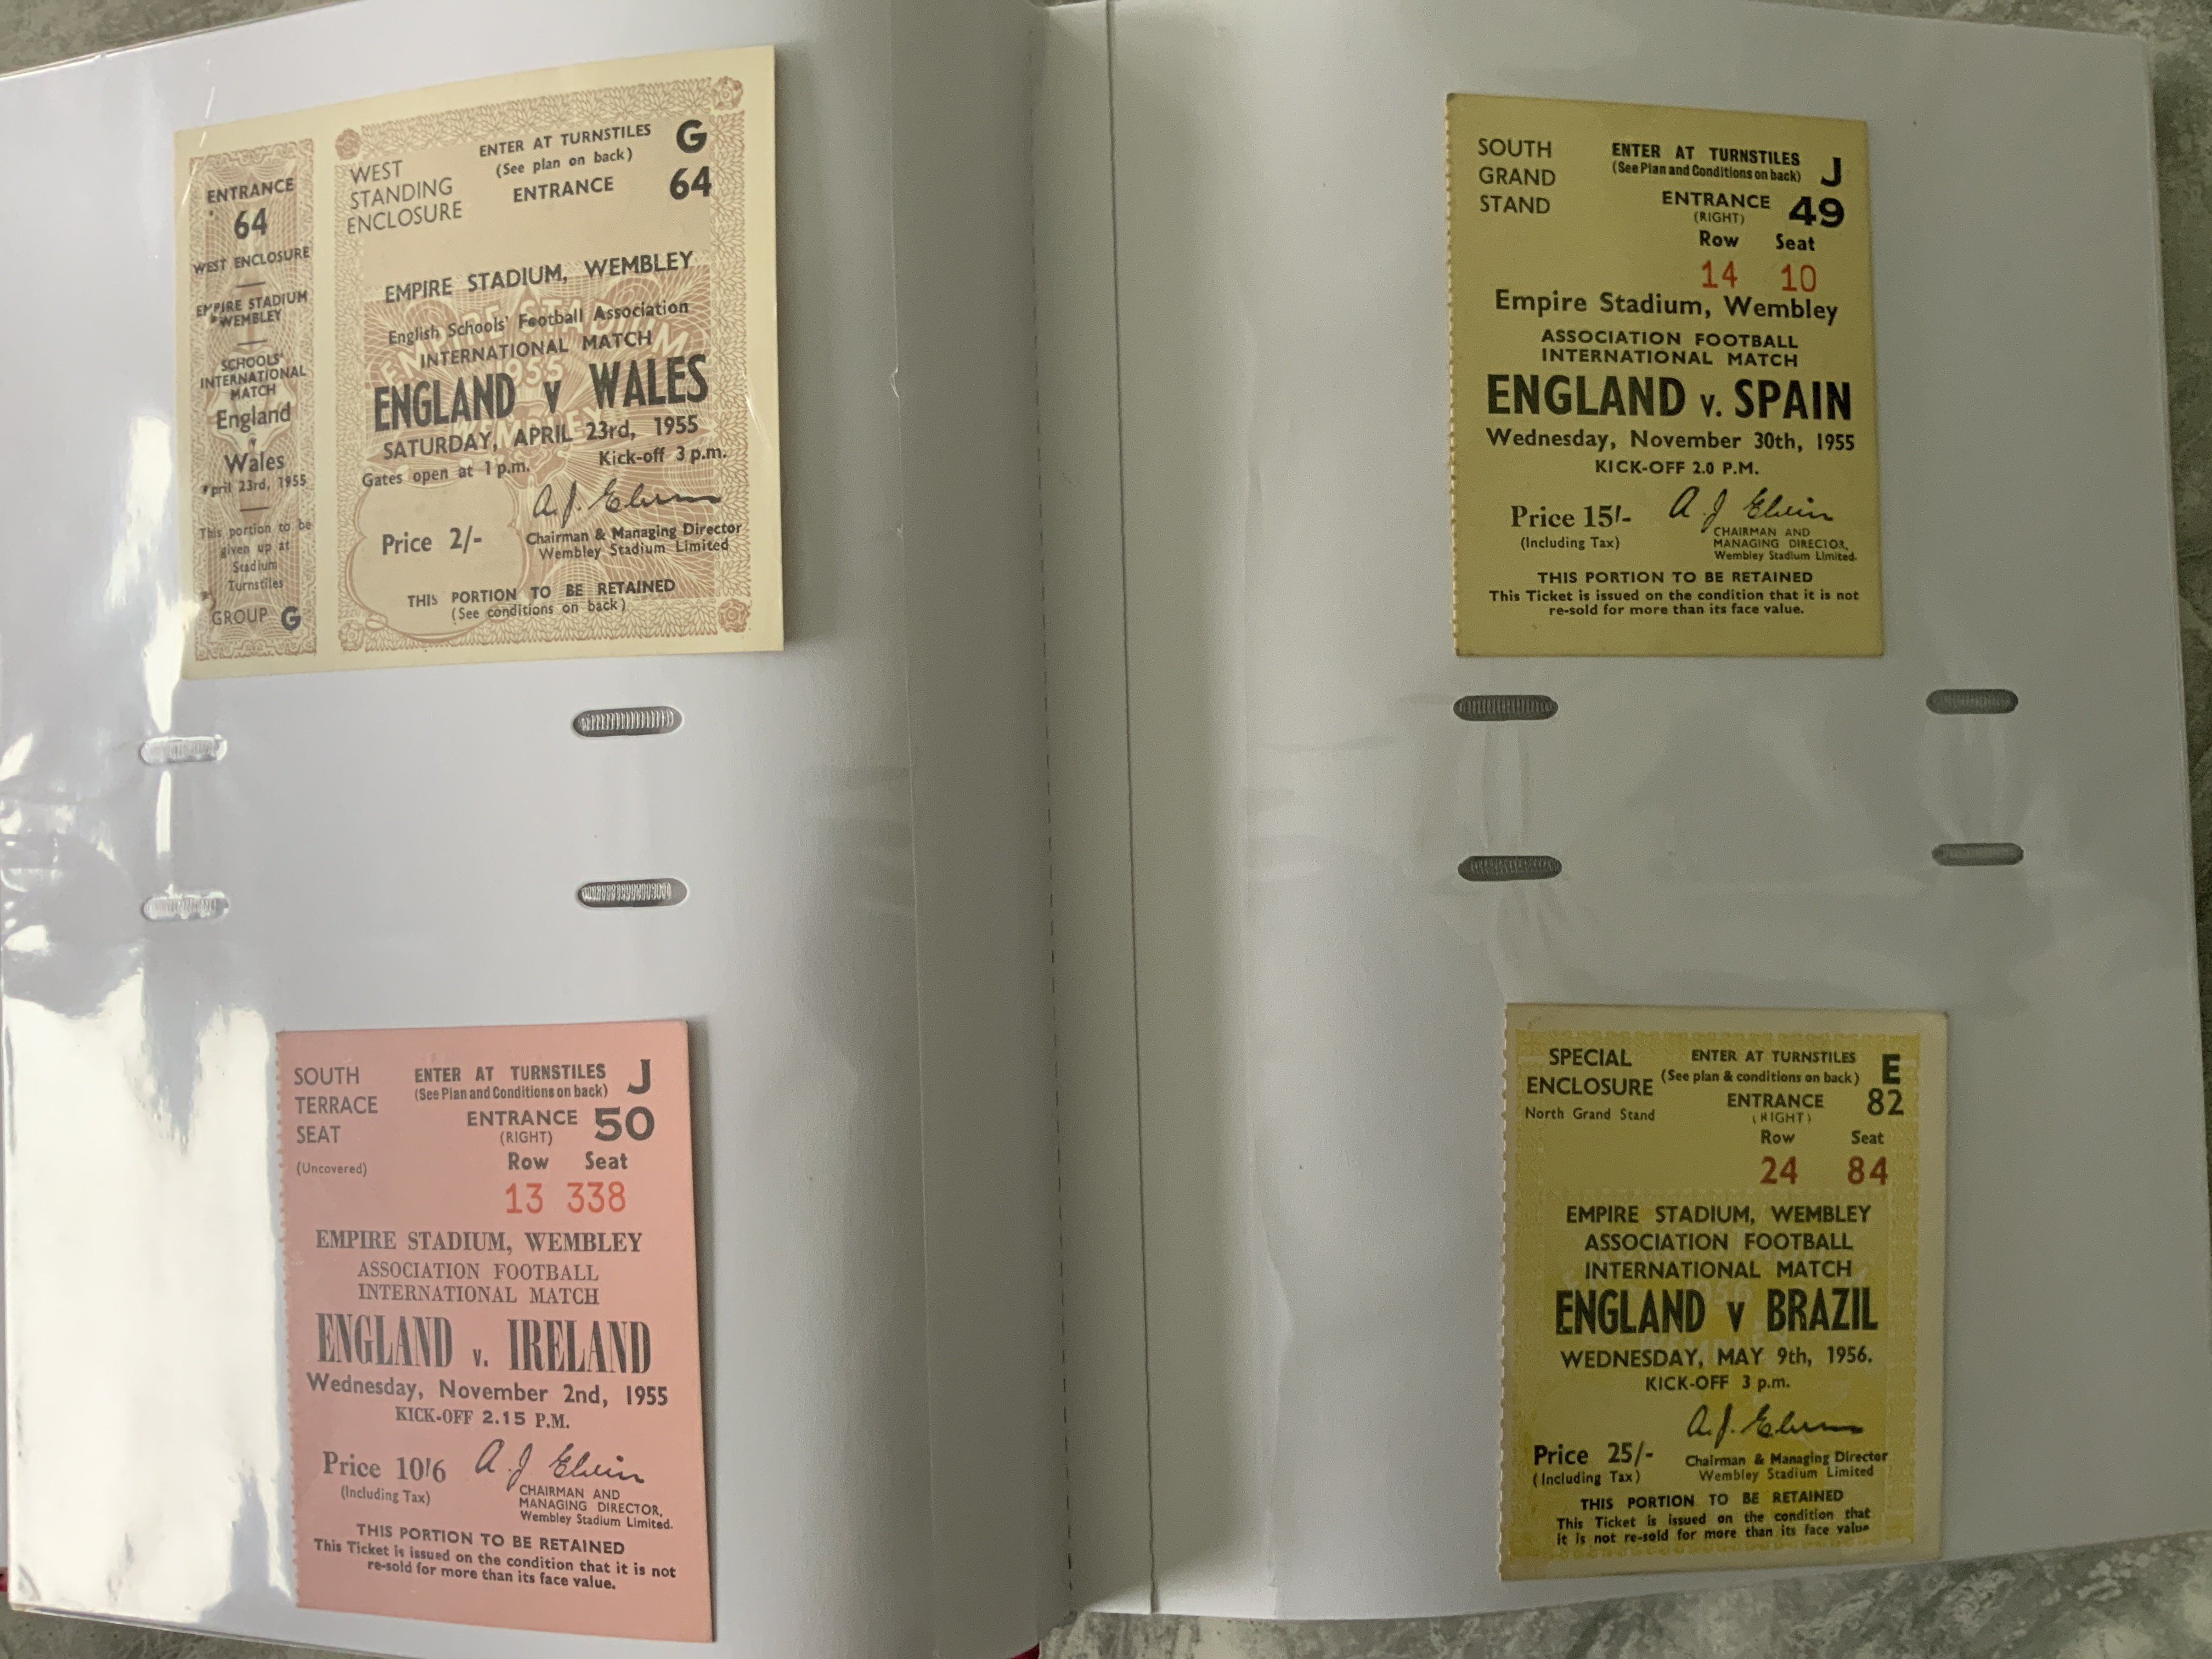 ENTRANCE
64
WEST ENCLOSURE
EMPIRE STADIUM
WEMBLEY
SCHOOLS'
INTERNATIONAL
MATCH
England
v
Wales
April 23rd, 1955
This portion to be
given up at
Stadium
Turnstiles
GROUP G
WEST
STANDING
ENCLOSURE
ENTER AT TURNSTILES G
(See plan on back)
ENTRANCE 64
EMPIRE STADIUM, WEMBLEY
English Schools' Football Association
INTERNATIONAL MATCH
ENGLAND v WALES
SATURDAY, APRIL 23rd, 1955
Gates open at 1 p.m. Kick-off 3 p.m.
A. J. Elvin
Price 2/-
Chairman & Managing Director
Wembley Stadium Limited
THIS PORTION TO BE RETAINED
(See conditions on back)
EMPIRE STADIUM
1955
WEMBLEY
SOUTH
TERRACE
SEAT
(Uncovered)
ENTER AT TURNSTILES J
(See Plan and Conditions on back)
ENTRANCE 50
(RIGHT)
Row Seat
13 338
EMPIRE STADIUM, WEMBLEY
ASSOCIATION FOOTBALL
INTERNATIONAL MATCH
ENGLAND v. IRELAND
Wednesday, November 2nd, 1955
KICK-OFF 2.15 P.M.
Price 10/6
(Including Tax)
A J Elvin
CHAIRMAN AND
MANAGING DIRECTOR,
Wembley Stadium Limited.
THIS PORTION TO BE RETAINED
This Ticket is issued on the condition that it is not
re-sold for more than its face value.
SOUTH
GRAND
STAND
ENTER AT TURNSTILES J
(See Plan and Conditions on back)
ENTRANCE 49
(RIGHT)
Row Seat
14 10
Empire Stadium, Wembley
ASSOCIATION FOOTBALL
INTERNATIONAL MATCH
ENGLAND v. SPAIN
Wednesday, November 30th, 1955
KICK-OFF 2.0 P.M.
Price 15/-
(Including Tax)
A J Elvin
CHAIRMAN AND
MANAGING DIRECTOR,
Wembley Stadium Limited.
THIS PORTION TO BE RETAINED
This Ticket is issued on the condition that it is not
re-sold for more than its face value.
SPECIAL
ENCLOSURE
North Grand Stand
ENTER AT TURNSTILES E
(See plan & conditions on back)
ENTRANCE 82
(RIGHT)
Row Seat
24 84
EMPIRE STADIUM, WEMBLEY
ASSOCIATION FOOTBALL
INTERNATIONAL MATCH
ENGLAND v BRAZIL
WEDNESDAY, MAY 9th, 1956.
KICK-OFF 3 p.m.
A. J. Elvin
Price 25/-
(Including Tax)
Chairman & Managing Director
Wembley Stadium Limited
THIS PORTION TO BE RETAINED
This Ticket is issued on the condition that
it is not re-sold for more than its face value